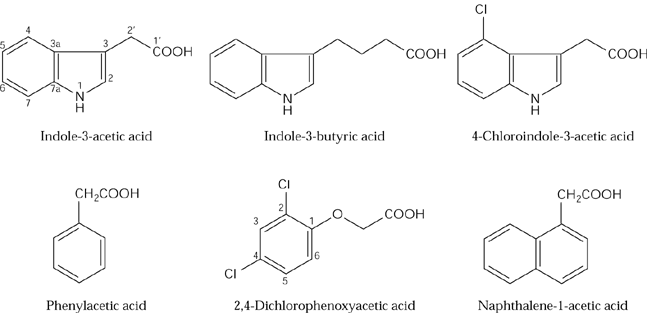 Cl
4 2' 1' COOH
5 3a 3
6 7a 1 2
7 N H
COOH
N H
COOH
N H
Indole-3-acetic acid
Indole-3-butyric acid
4-Chloroindole-3-acetic acid
CH₂COOH
Cl
2 O COOH
3 1
4 6
Cl 5
CH₂COOH
Phenylacetic acid
2,4-Dichlorophenoxyacetic acid
Naphthalene-1-acetic acid